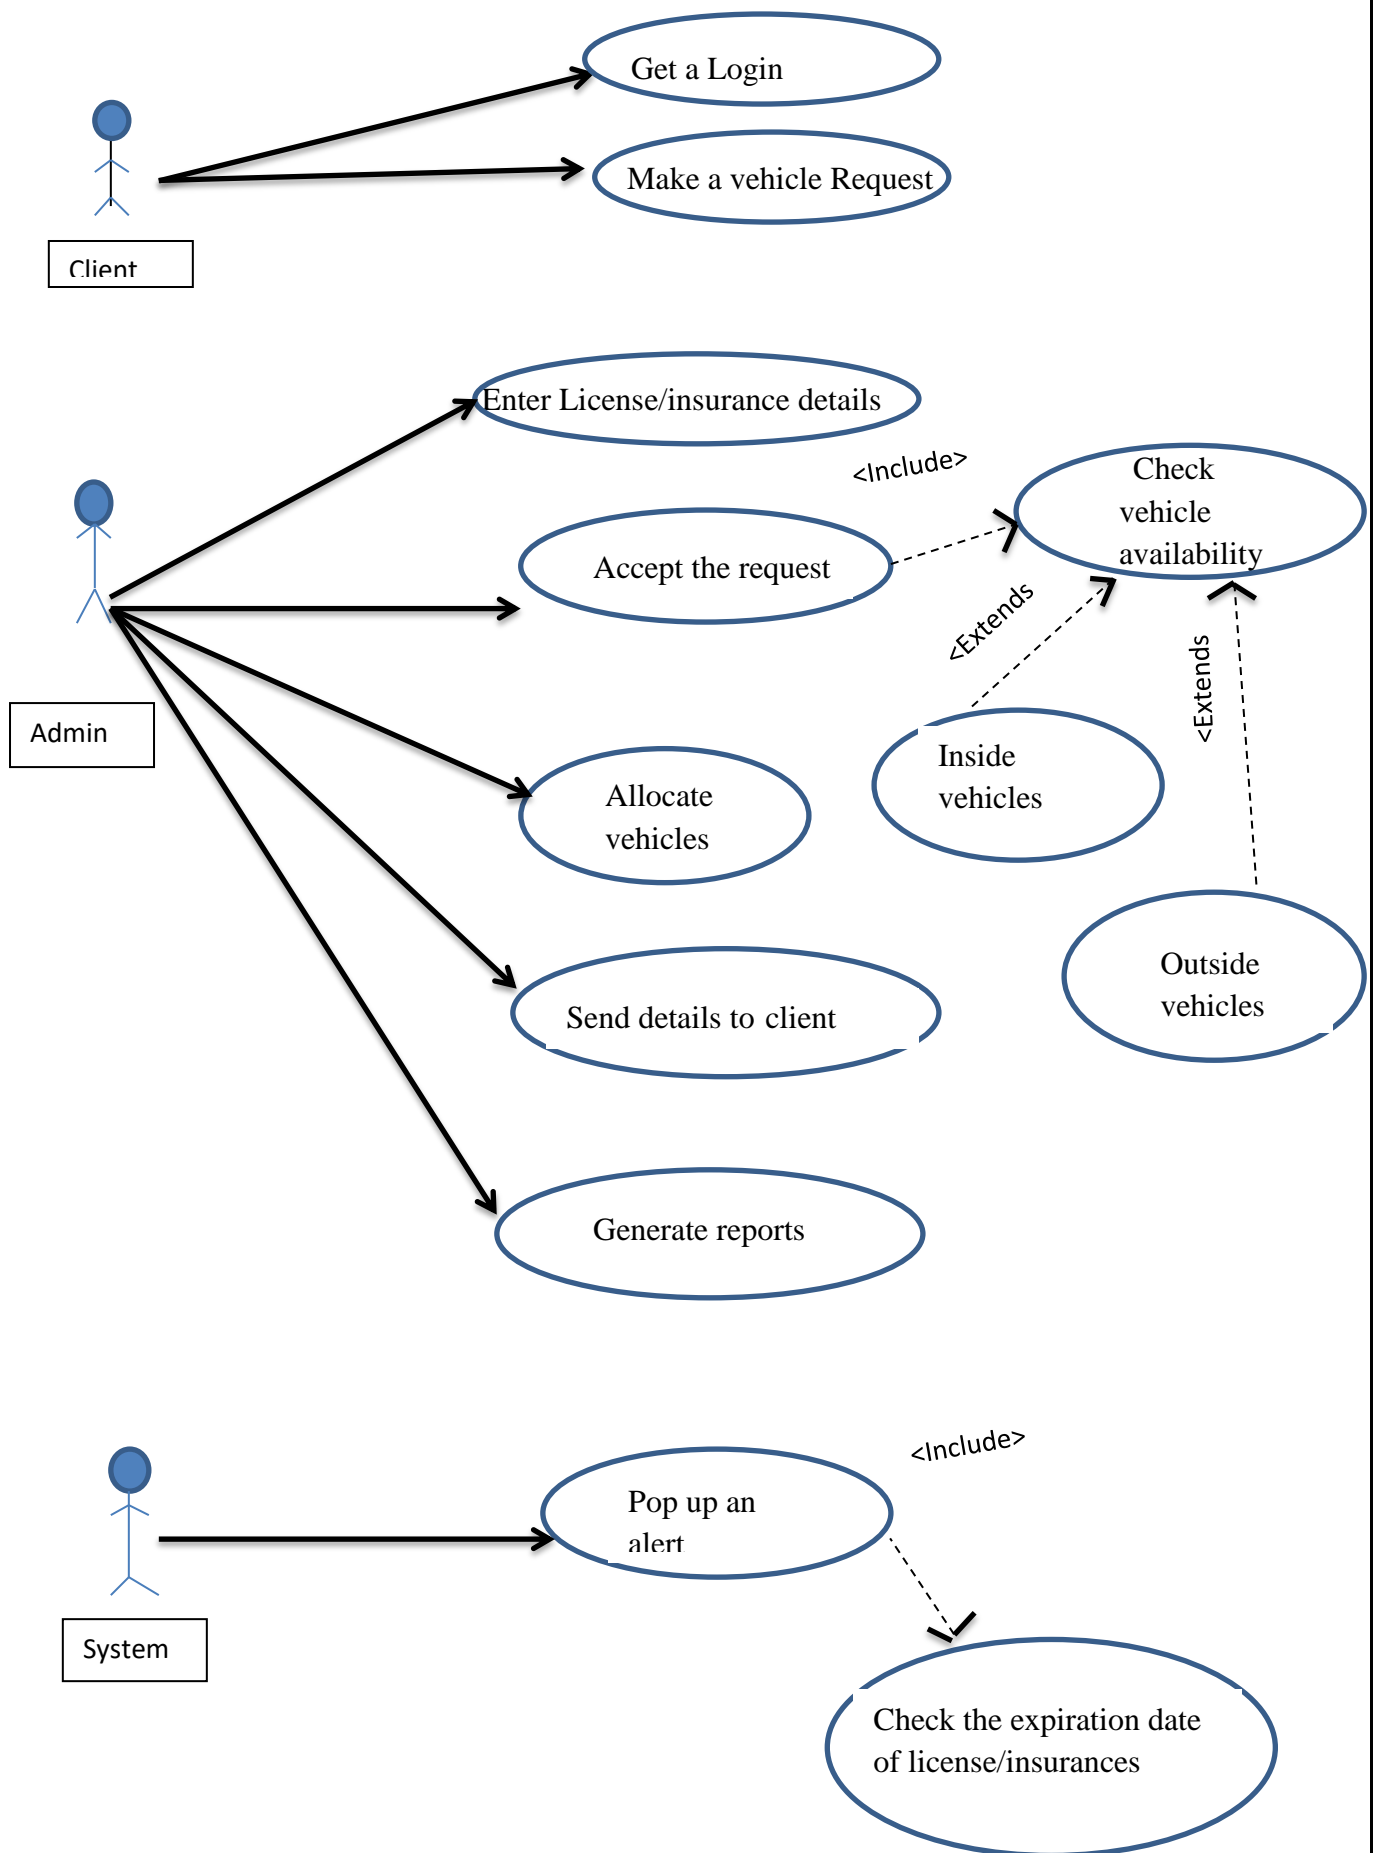 Get a Login
Make a vehicle Request
Client
Enter License/insurance details
<Include>
Check
vehicle
availability
Accept the request
<Extends
<Extends
Admin
Inside
vehicles
Allocate
vehicles
Outside
vehicles
Send details to client
Generate reports
<Include>
Pop up an
alert
System
Check the expiration date
of license/insurances